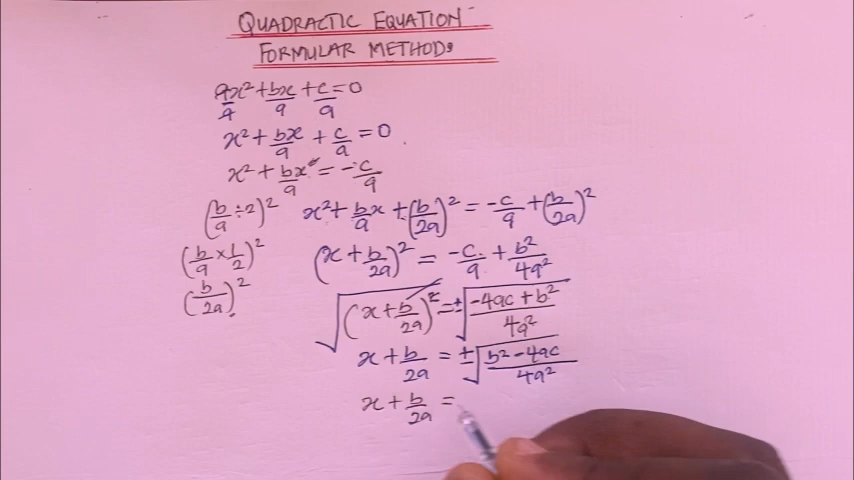 QUADRACTIC EQUATION
FORMULAR METHOD:
ax²/a + bx/a + c/a = 0
x² + bx/a + c/a = 0
x² + bx/a = -c/a
(b/a ÷ 2)² x² + b/a x + (b/2a)² = -c/a + (b/2a)²
(b/a × 1/2)² (x + b/2a)² = -c/a + b²/4a²
(b/2a)² √(x + b/2a)² = ±√(-4ac + b²/4a²)
x + b/2a = ±√(b² - 4ac/4a²)
x + b/2a =